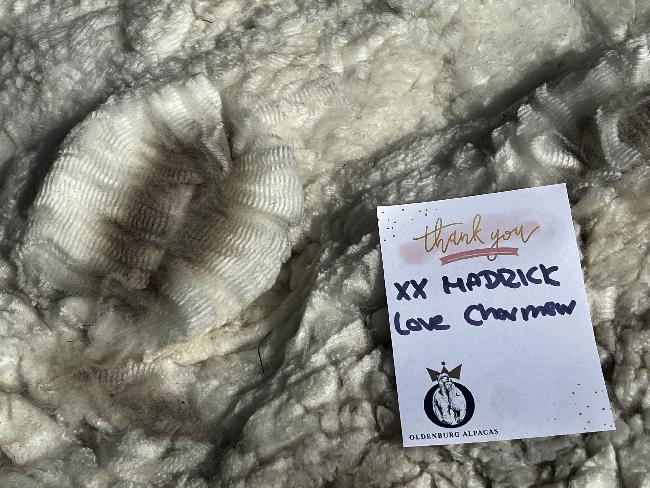 thank you
XX MADRICK
Love Charmew
OLDENBURG ALPACAS